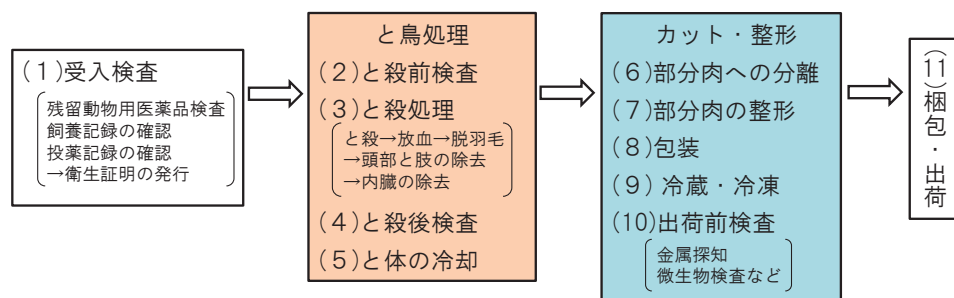 (1)受入検査
残留動物用医薬品検査
飼養記録の確認
投薬記録の確認
→衛生証明の発行
と鳥処理
(2)と殺前検査
(3)と殺処理
と殺→放血→脱羽毛
→頭部と肢の除去
→内臓の除去
(4)と殺後検査
(5)と体の冷却
カット・整形
(6)部分肉への分離
(7)部分肉の整形
(8)包装
(9)冷蔵・冷凍
(10)出荷前検査
金属探知
微生物検査など
(11)梱包・出荷